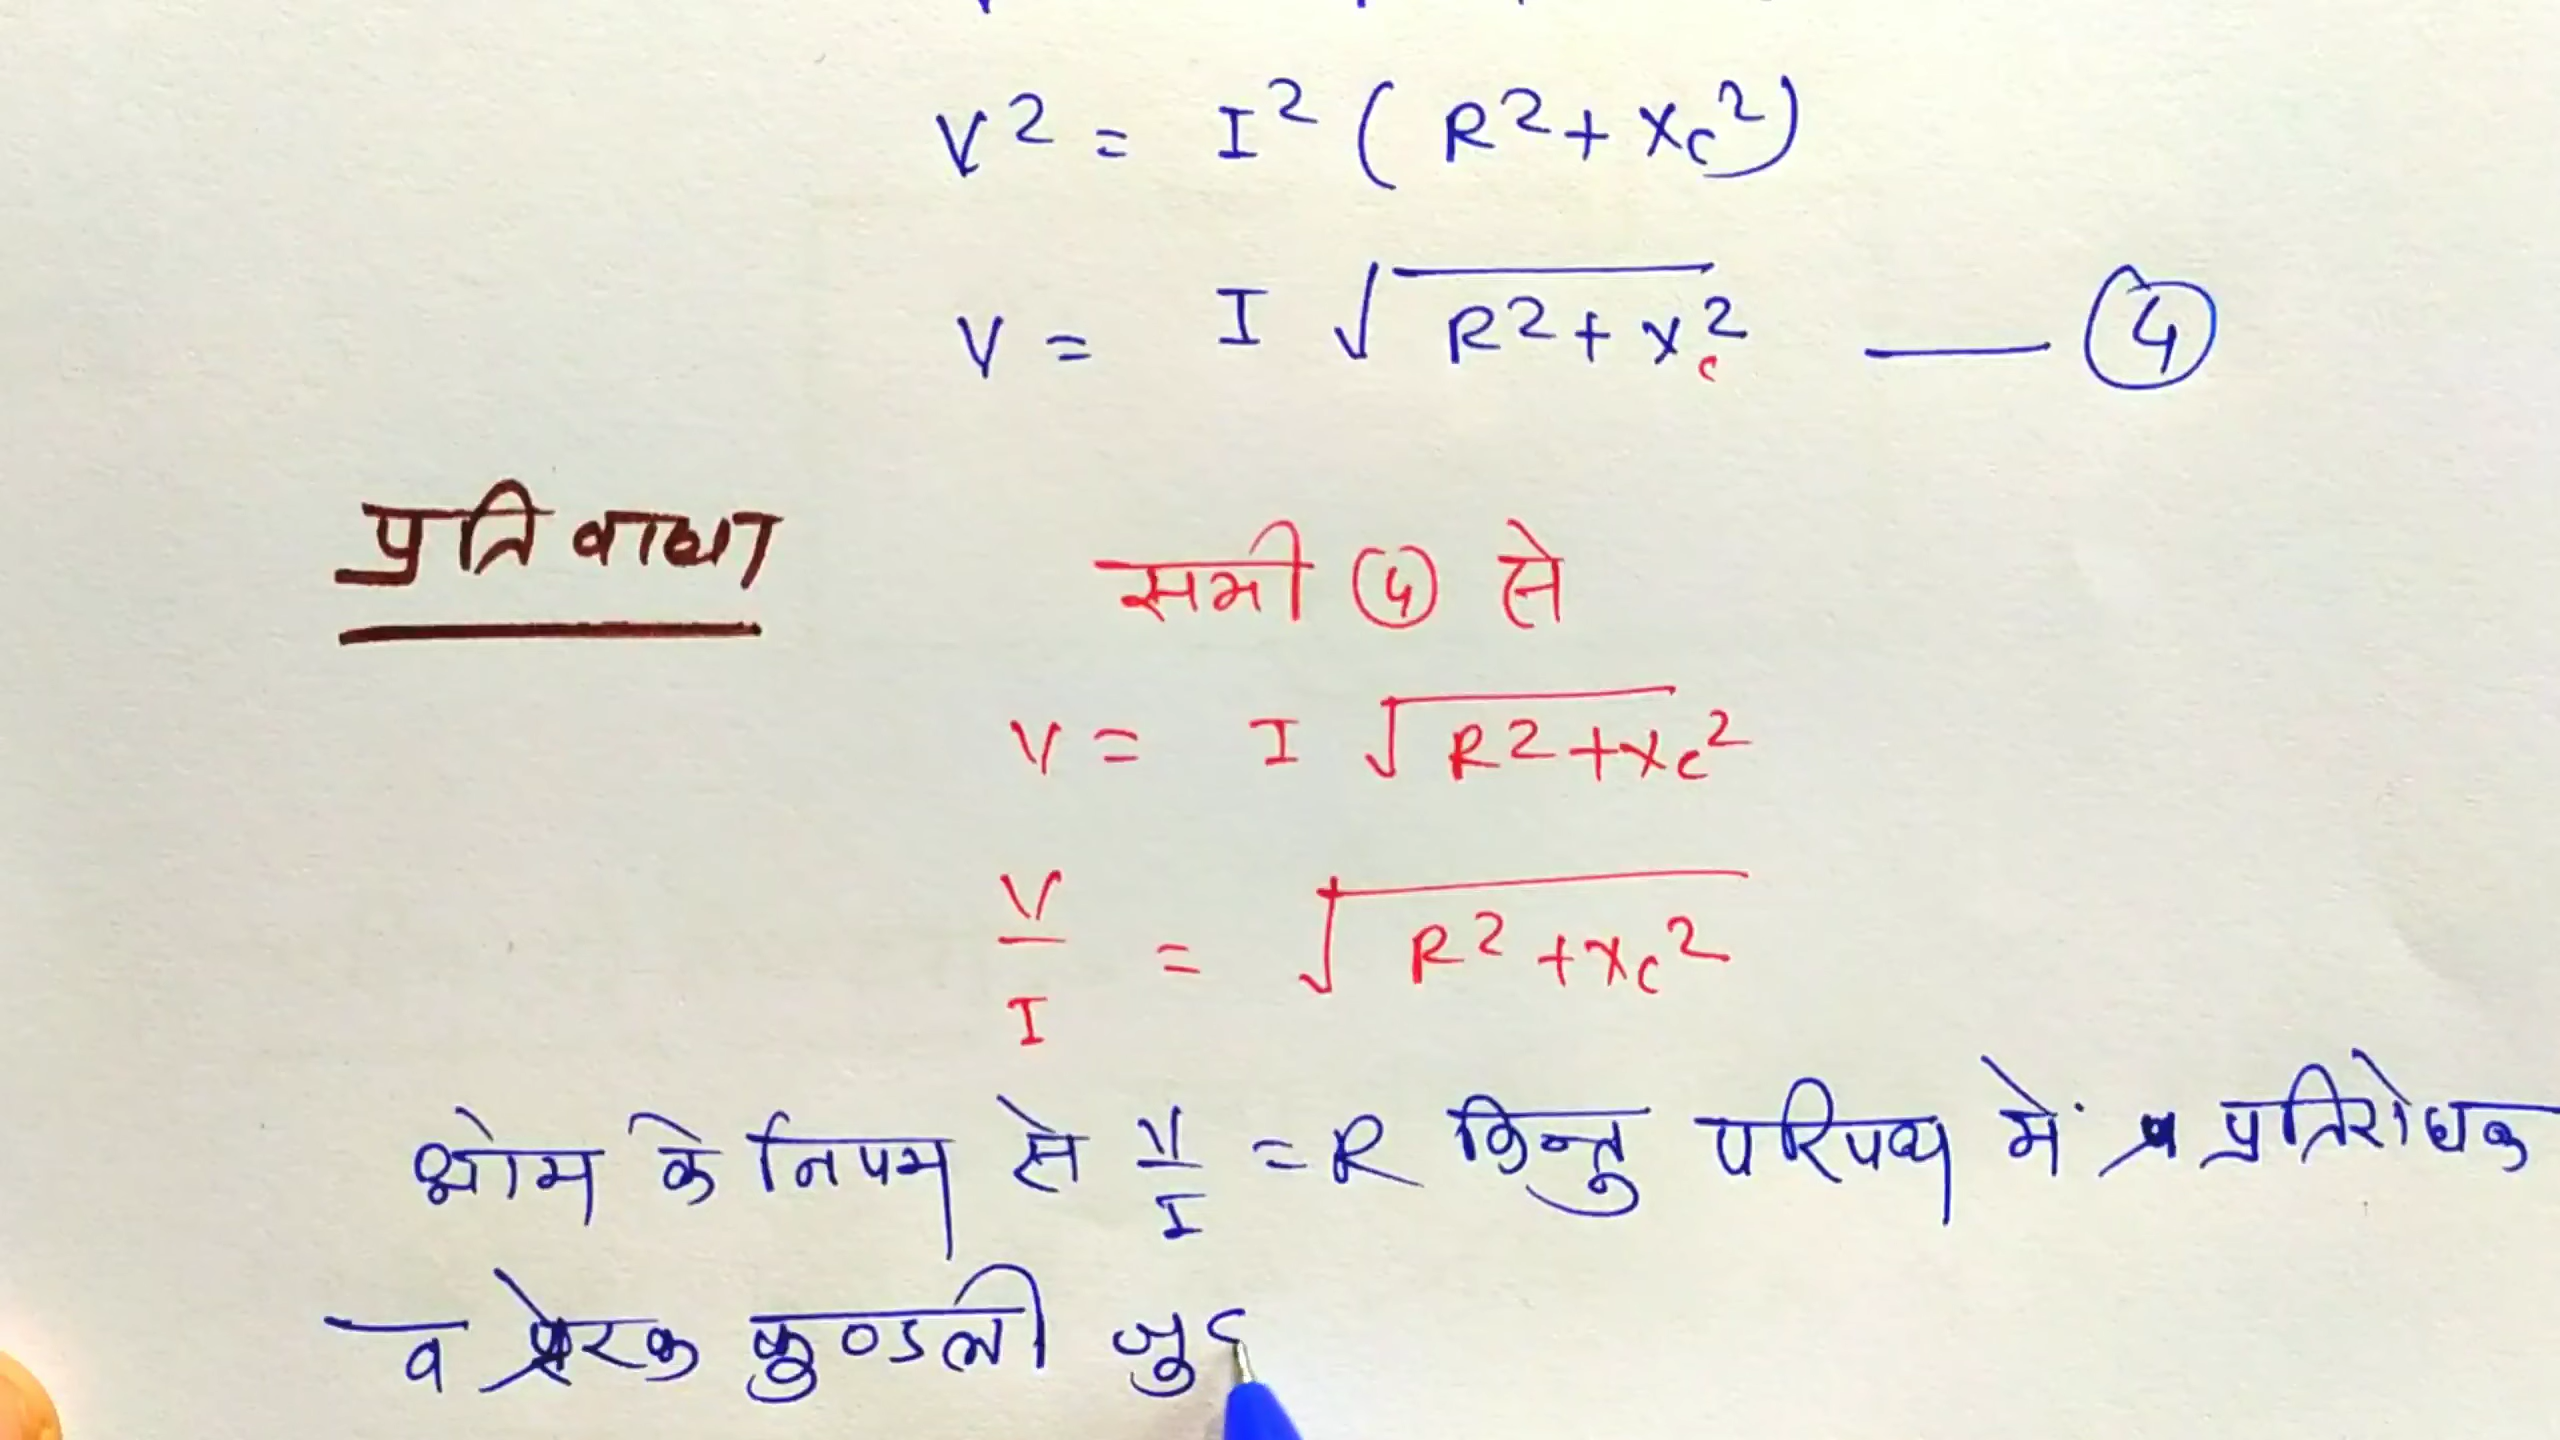 V² = I² ( R² + Xc² )
V = I √(R² + Xc²) — ④
प्रतिबाधा
समी ④ से
V = I √(R² + Xc²)
V/I = √(R² + Xc²)
ओम के नियम से V/I = R किन्तु परिपथ में प्रतिरोधक
व प्रेरक कुण्डली जुड